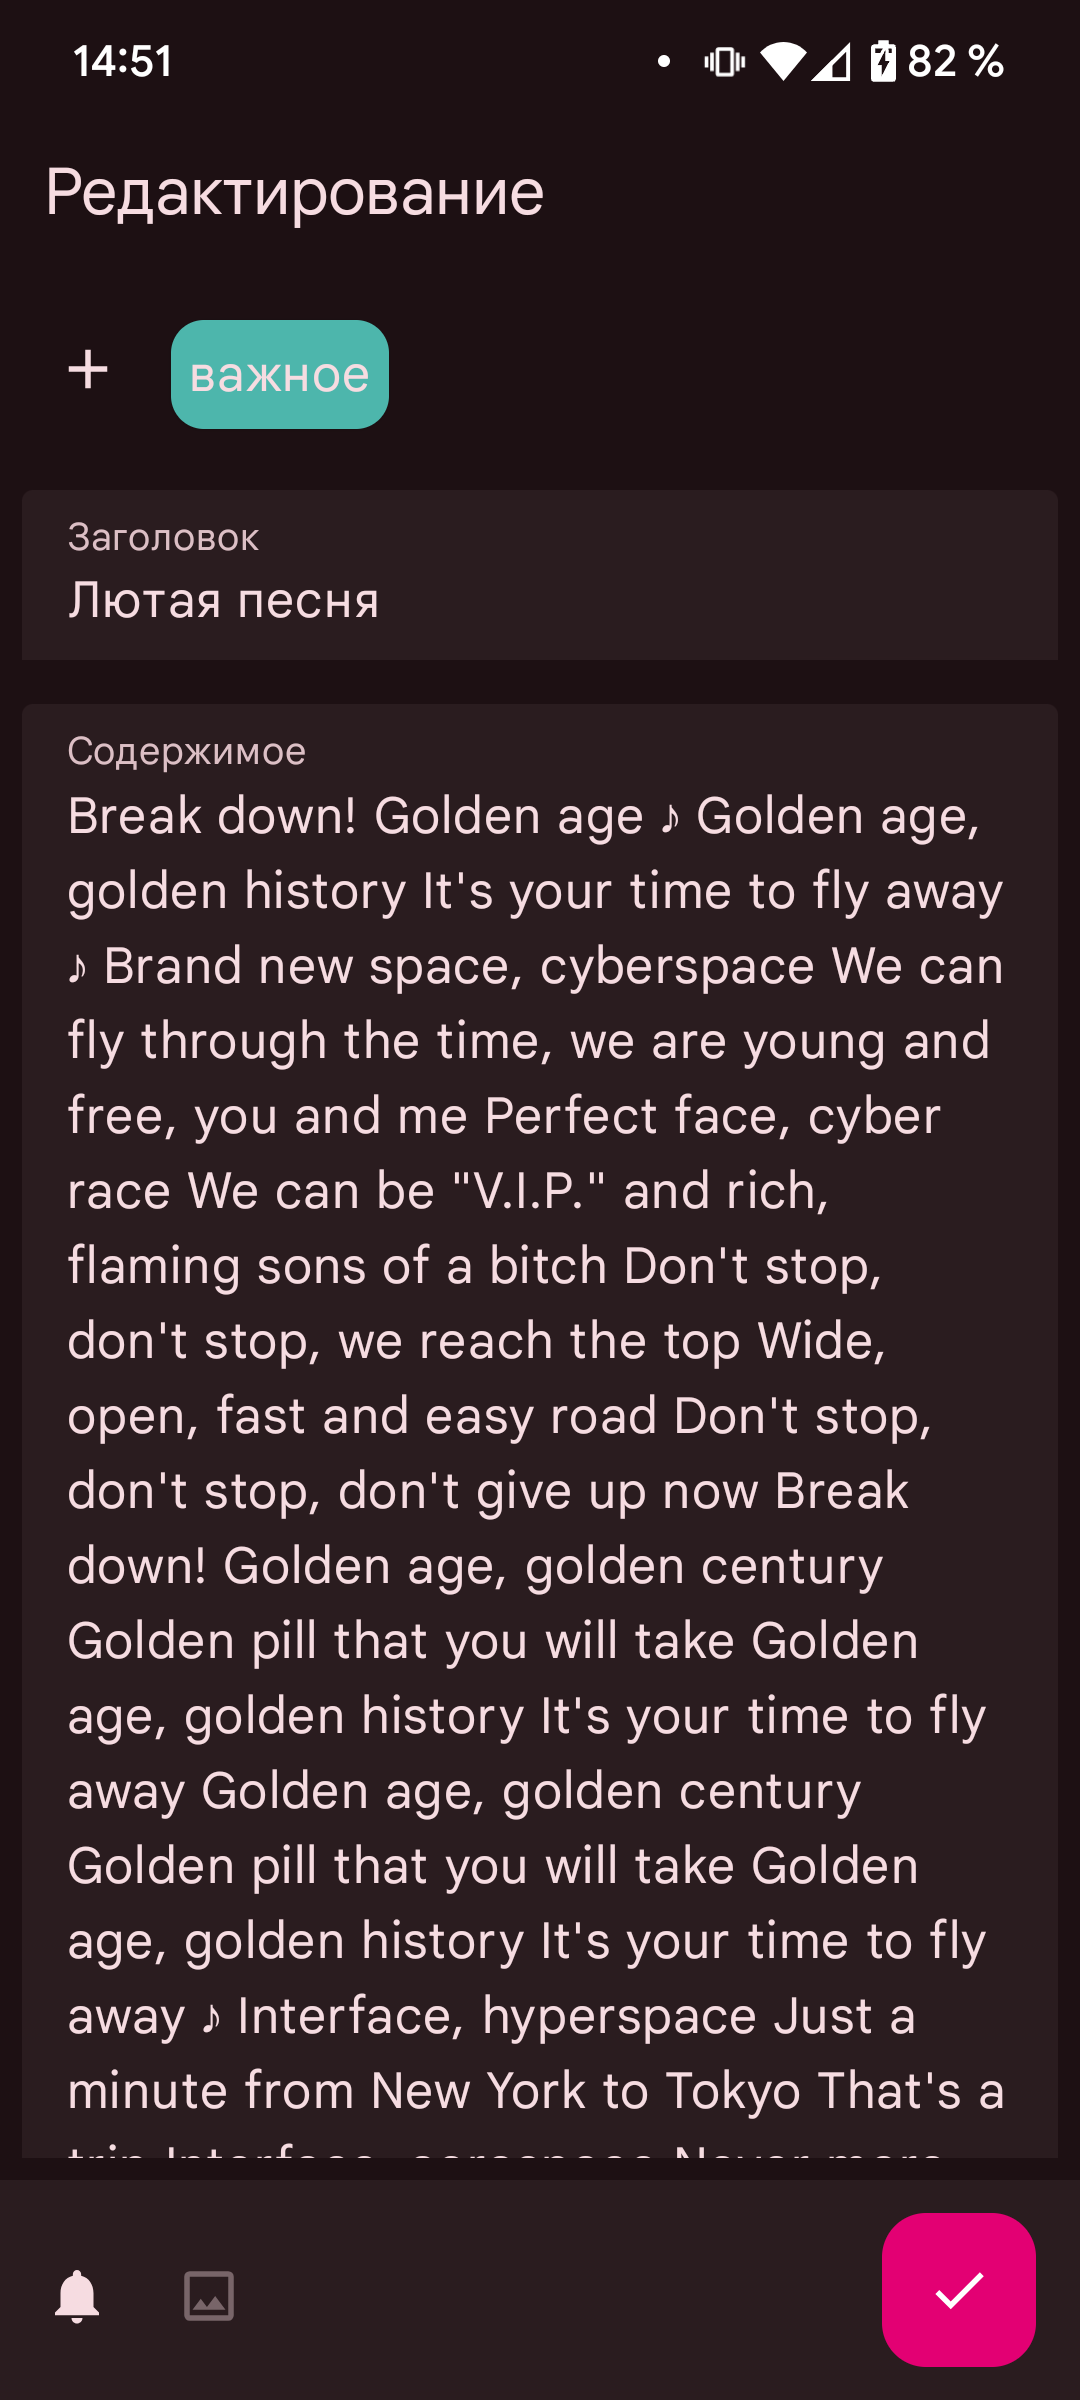 14:51
82 %
Редактирование
важное
Заголовок
Лютая песня
Содержимое
Break down! Golden age ♪ Golden age,
golden history It's your time to fly away
♪ Brand new space, cyberspace We can
fly through the time, we are young and
free, you and me Perfect face, cyber
race We can be "V.I.P." and rich,
flaming sons of a bitch Don't stop,
don't stop, we reach the top Wide,
open, fast and easy road Don't stop,
don't stop, don't give up now Break
down! Golden age, golden century
Golden pill that you will take Golden
age, golden history It's your time to fly
away Golden age, golden century
Golden pill that you will take Golden
age, golden history It's your time to fly
away ♪ Interface, hyperspace Just a
minute from New York to Tokyo That's a
trip Interface, aerospace Never more